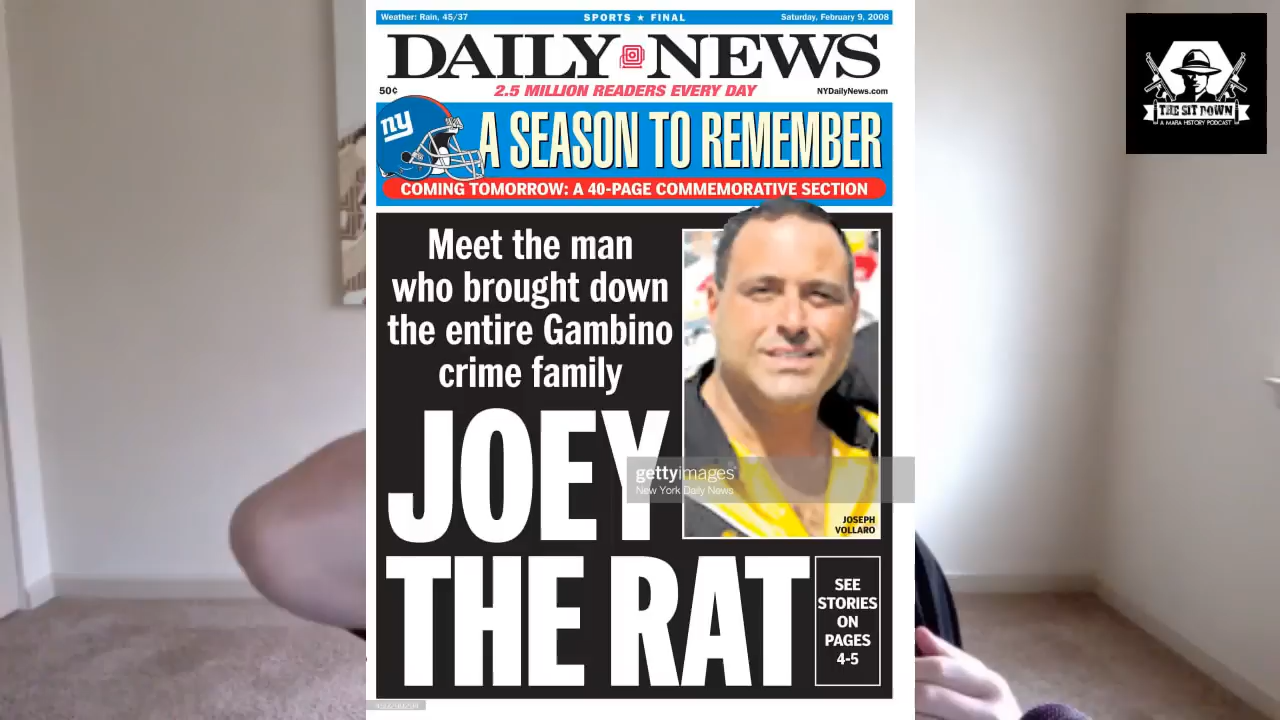 Weather: Rain, 45/37
SPORTS ★ FINAL
Saturday, February 9, 2008
DAILY NEWS
50¢
2.5 MILLION READERS EVERY DAY
NYDailyNews.com
ny
A SEASON TO REMEMBER
COMING TOMORROW: A 40-PAGE COMMEMORATIVE SECTION
Meet the man
who brought down
the entire Gambino
crime family
JOEY
THE RAT
gettyimages®
New York Daily News
JOSEPH
VOLLARO
SEE
STORIES
ON
PAGES
4-5
THE SIT DOWN
A MAFIA HISTORY PODCAST